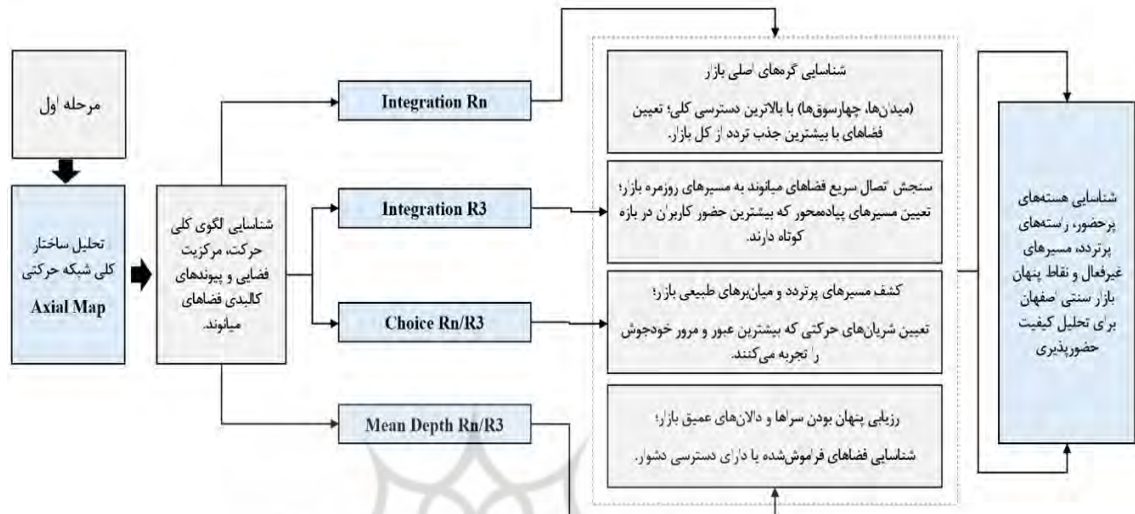 مرحله اول
تحلیل ساختار
کلی شبکه حرکتی
Axial Map
شناسایی لگوی کلی
حرکت، مرکزیت
فضایی و پیوندهای
کالبدی فضاهای
میانوند.
Integration Rn
Integration R3
Choice Rn/R3
Mean Depth Rn/R3
شناسایی گره‌های اصلی بازار
(میدن‌ها، چهارسوق‌ها) با بالاترین دسترسی کلی؛ تعیین
فضاهای با بیشترین جذب تردد از کل بازار.
سنجش تصال سریع فضاهای میانوند به مسیرهای روزمره بازار؛
تعیین مسیرهای پیاده‌محور که بیشترین حضور کاربران در بازه
کوتاه دارند.
کشف مسیرهای پرتردد و میان‌برهای طبیعی بازار؛
تعیین شریان‌های حرکتی که بیشترین عبور و مرور خودجوش
را تجربه می‌کنند.
رزیابی پنهان بودن سراها و دالان‌های عمیق بازار؛
شناسایی فضاهای فراموش‌شده یا دارای دسترسی دشوار.
شناسایی هسته‌های
پرحضور، راسته‌های
پرتردد، مسیرهای
غیرفعال و نقاط پنهان
بازار سنتی اصفهان
برای تحلیل کیفیت
حضورپذیری